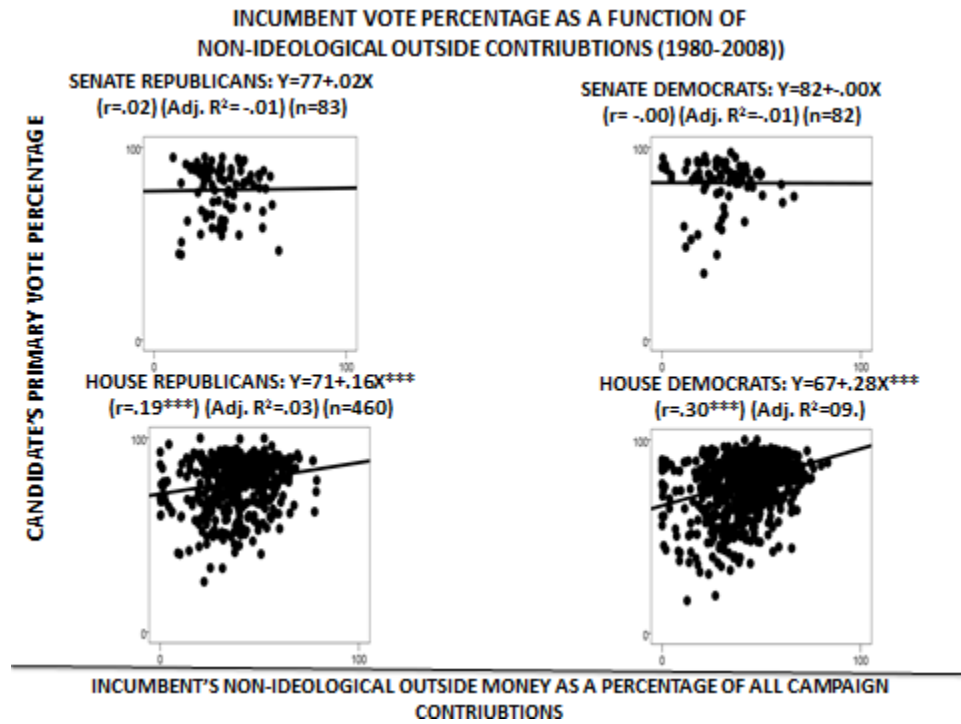 INCUMBENT VOTE PERCENTAGE AS A FUNCTION OF
NON-IDEOLOGICAL OUTSIDE CONTRIUBTIONS (1980-2008))
CANDIDATE'S PRIMARY VOTE PERCENTAGE
SENATE REPUBLICANS: Y=77+.02X
(r=.02) (Adj. R²= -.01) (n=83)
100
0
0
100
SENATE DEMOCRATS: Y=82+-.00X
(r= -.00) (Adj. R²=-.01) (n=82)
100
0
0
100
HOUSE REPUBLICANS: Y=71+.16X***
(r=.19***) (Adj. R²=.03) (n=460)
100
0
0
100
HOUSE DEMOCRATS: Y=67+.28X***
(r=.30***) (Adj. R²=09.)
100
0
0
100
INCUMBENT'S NON-IDEOLOGICAL OUTSIDE MONEY AS A PERCENTAGE OF ALL CAMPAIGN
CONTRIUBTIONS